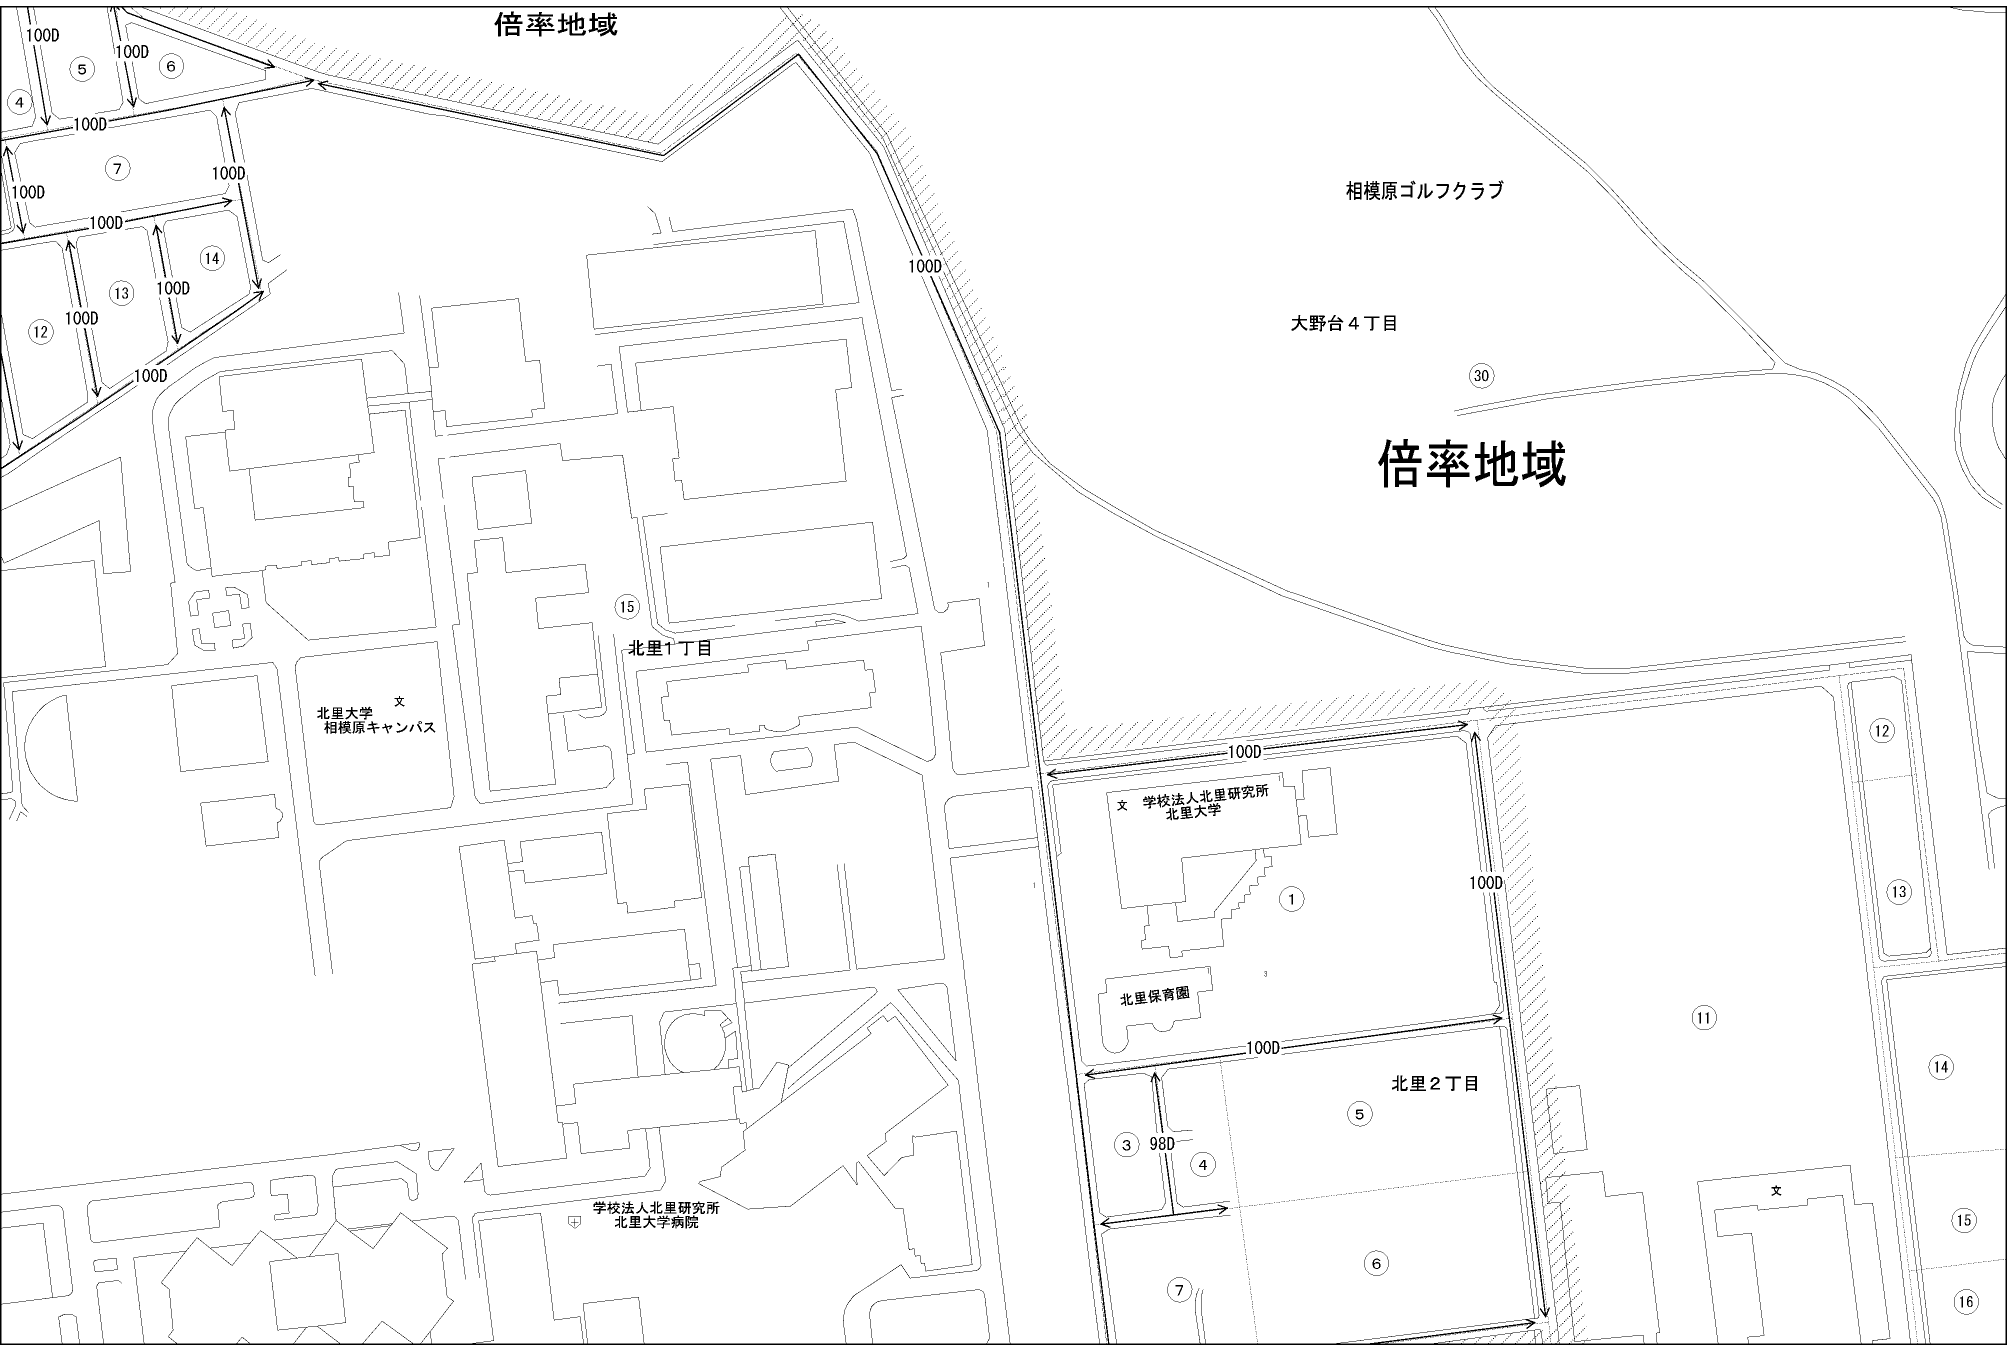 倍率地域
100D
100D
⑤
⑥
④
100D
⑦
100D
100D
100D
相模原ゴルフクラブ
100D
⑭
100D
⑬
100D
100D
⑫
大野台4丁目
㉚
100D
倍率地域
⑮
北里1丁目
文
北里大学
相模原キャンパス
⑫
100D
文 学校法人北里研究所
北里大学
100D
①
⑬
3
北里保育園
⑪
100D
⑭
北里2丁目
⑤
③
98D
④
文
学校法人北里研究所
北里大学病院
⑮
⑥
⑦
⑯